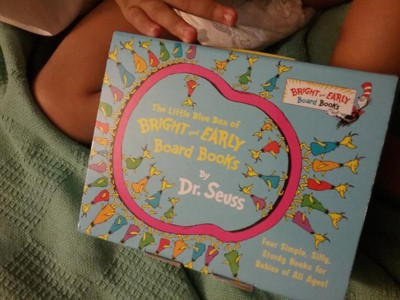 BRIGHT and EARLY
Board Books
The Little Blue Box of
BRIGHT and EARLY
Board Books
by
Dr. Seuss
Four Simple, Silly,
Sturdy Books for
Babies of All Ages!